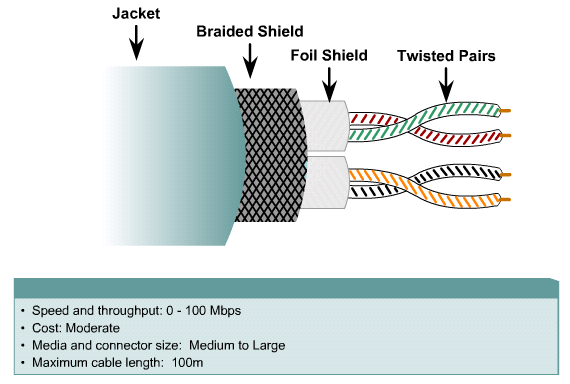 Jacket
Braided Shield
Foil Shield
Twisted Pairs
• Speed and throughput: 0 - 100 Mbps
• Cost: Moderate
• Media and connector size: Medium to Large
• Maximum cable length: 100m